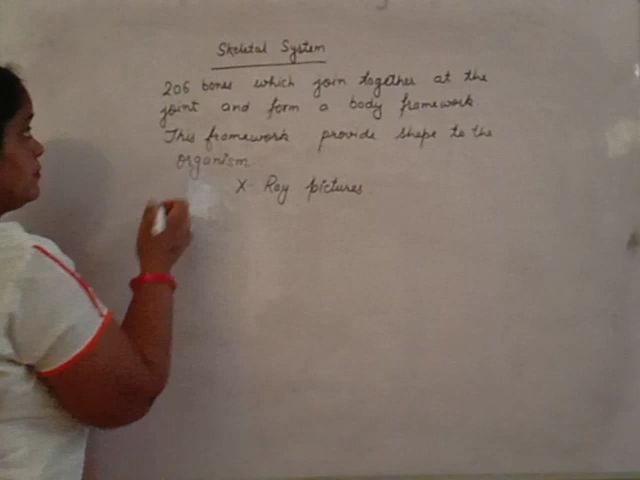 Skeletal System
206 bones which join together at the
joint and form a body framework.
This framework provide shape to the
organism
X-Ray pictures